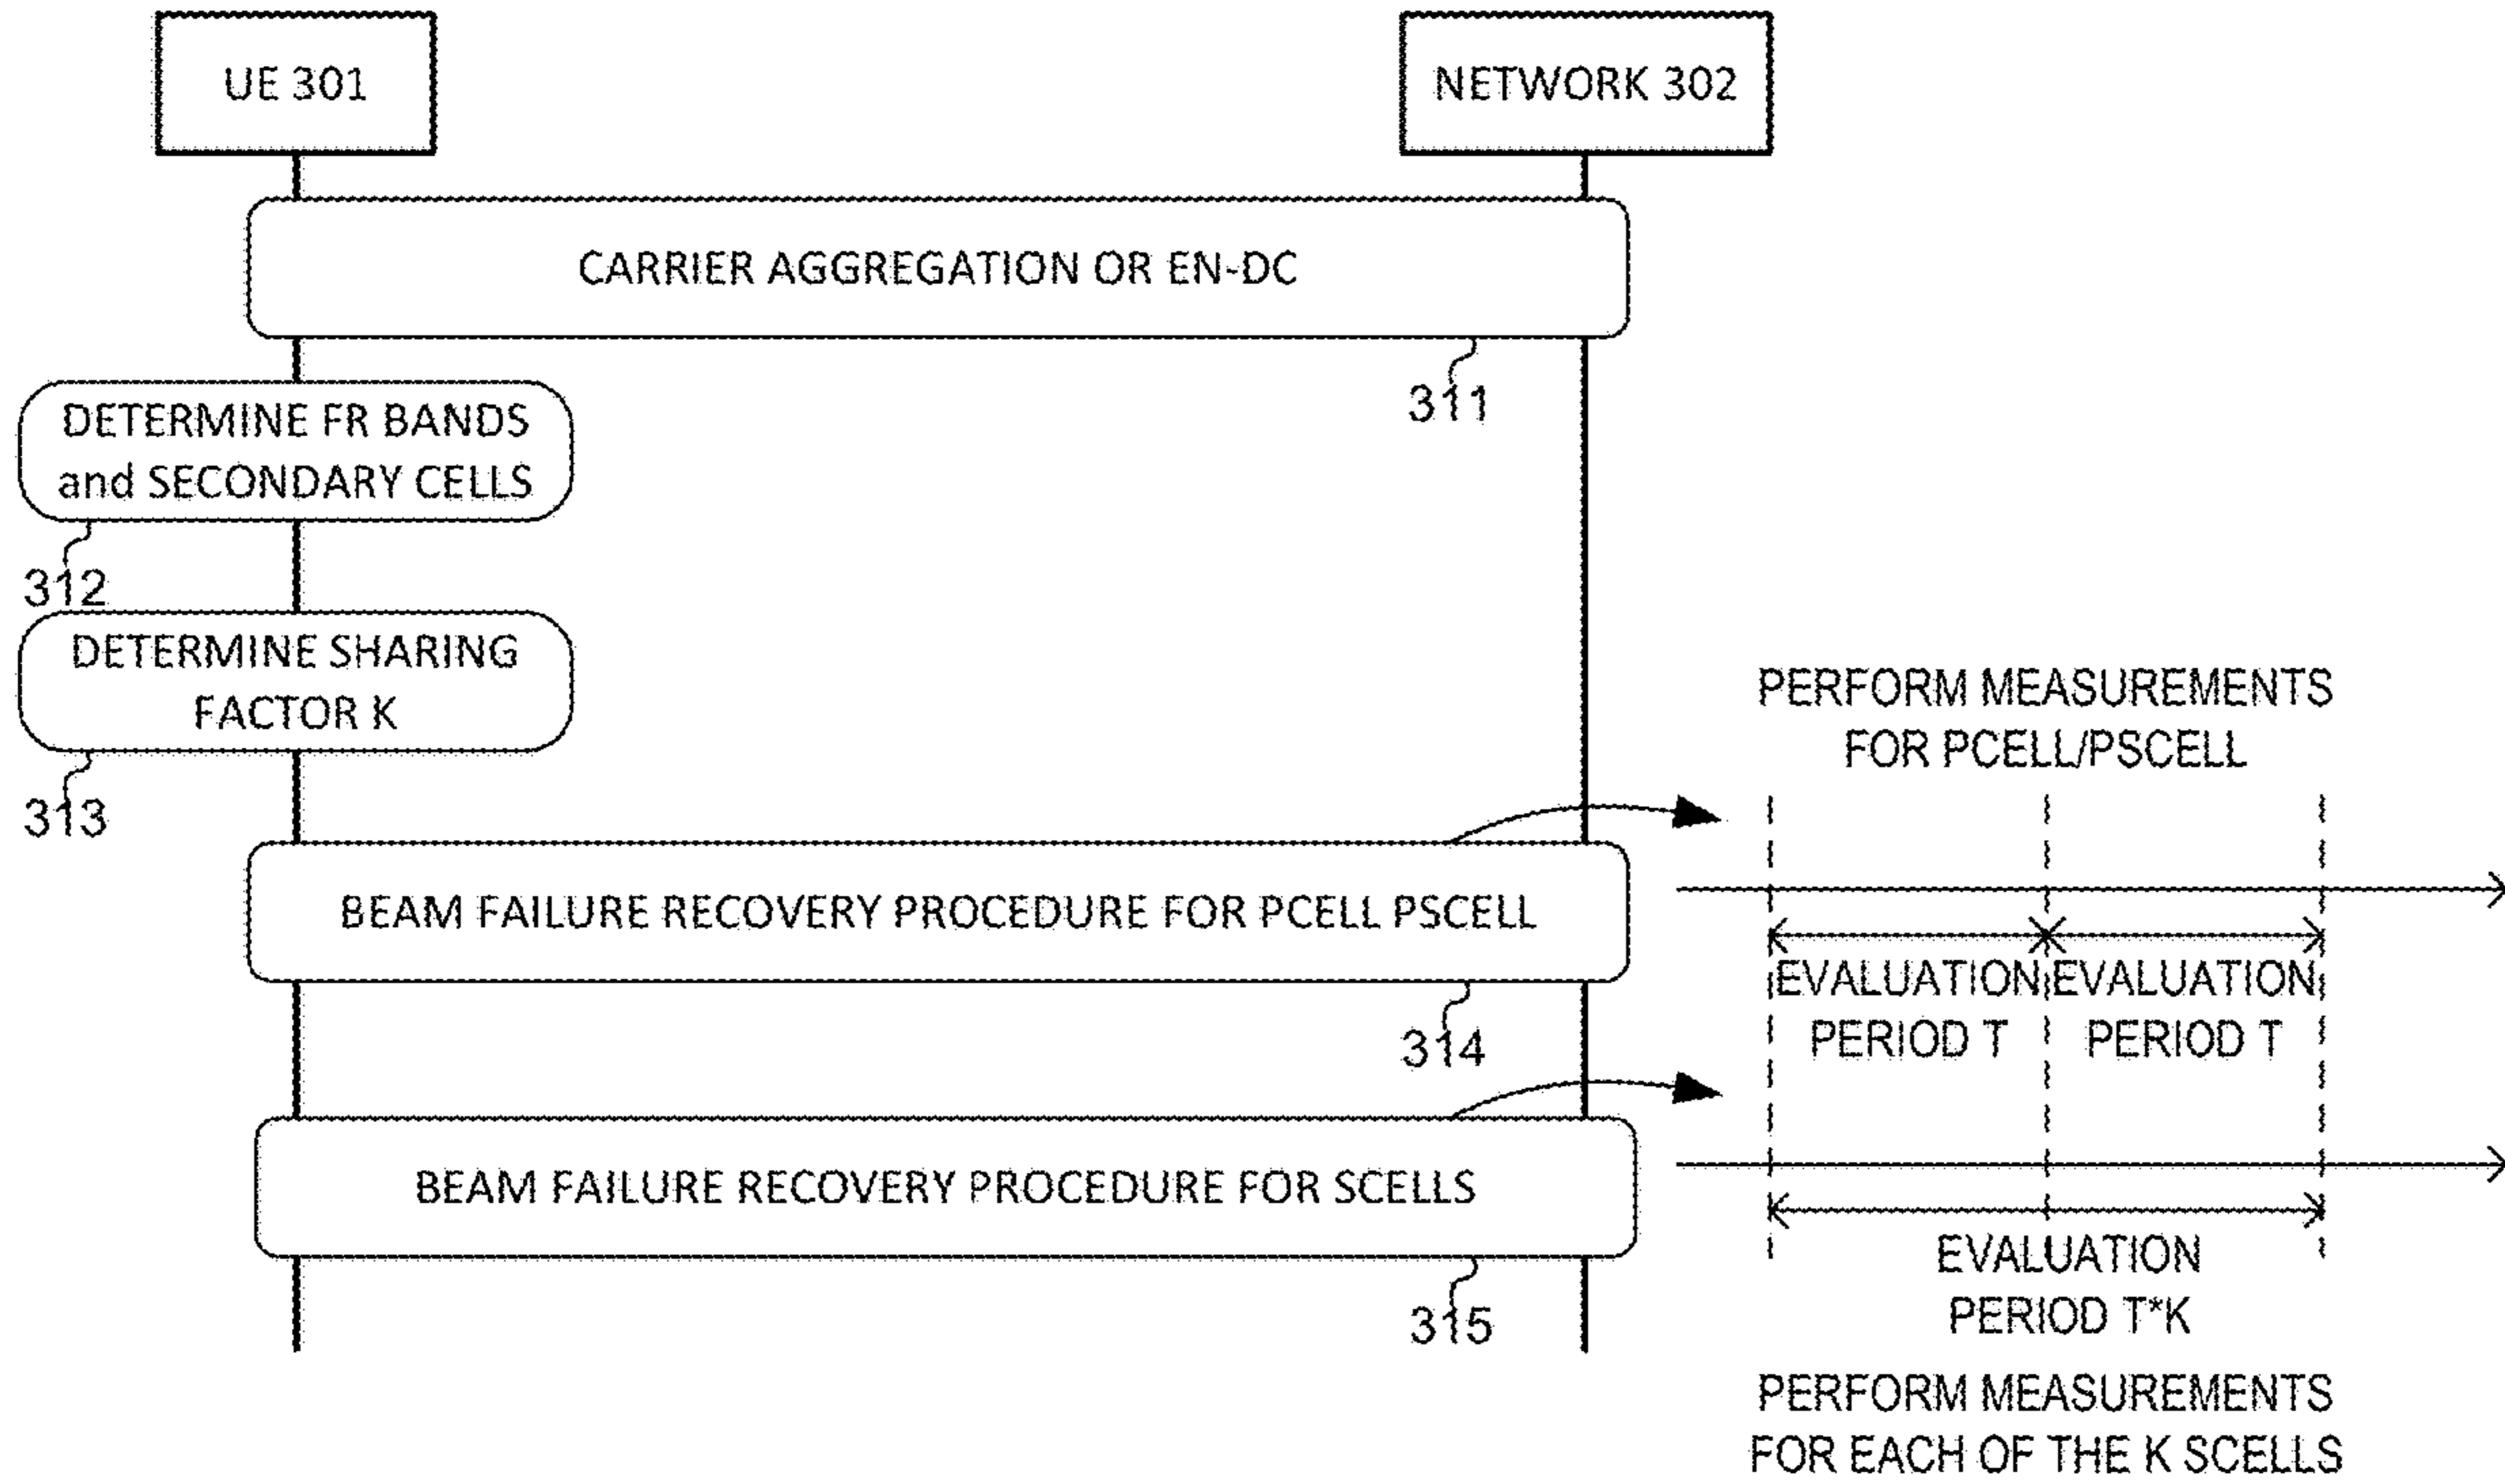 UE 301
NETWORK 302
CARRIER AGGREGATION OR EN-DC
311
DETERMINE FR BANDS
and SECONDARY CELLS
312
DETERMINE SHARING
FACTOR K
313
PERFORM MEASUREMENTS
FOR PCELL/PSCELL
BEAM FAILURE RECOVERY PROCEDURE FOR PCELL PSCELL
314
EVALUATION EVALUATION
PERIOD T PERIOD T
BEAM FAILURE RECOVERY PROCEDURE FOR SCELLS
315
EVALUATION
PERIOD T*K
PERFORM MEASUREMENTS
FOR EACH OF THE K SCELLS